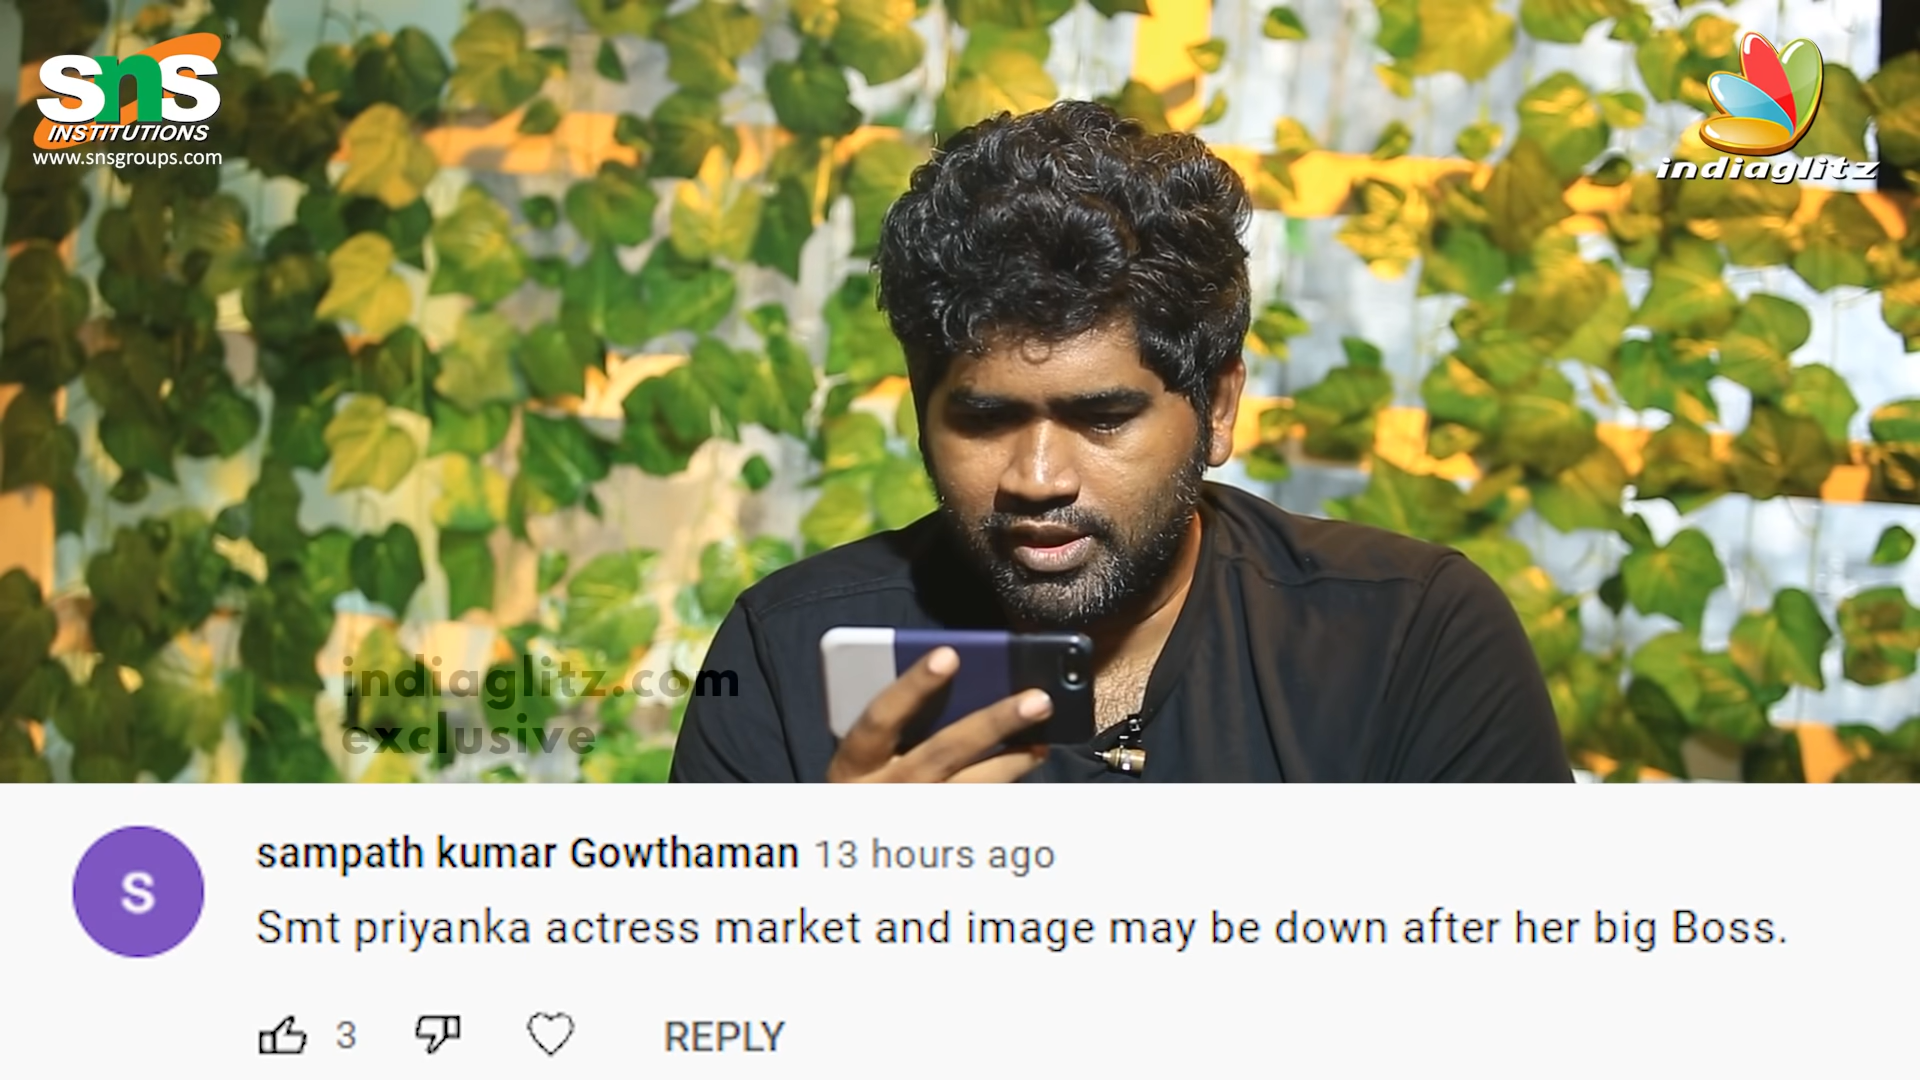 sns
INSTITUTIONS
www.snsgroups.com
indiaglitz
indiaglitz.com
exclusive
S
sampath kumar Gowthaman 13 hours ago
Smt priyanka actress market and image may be down after her big Boss.
3 REPLY